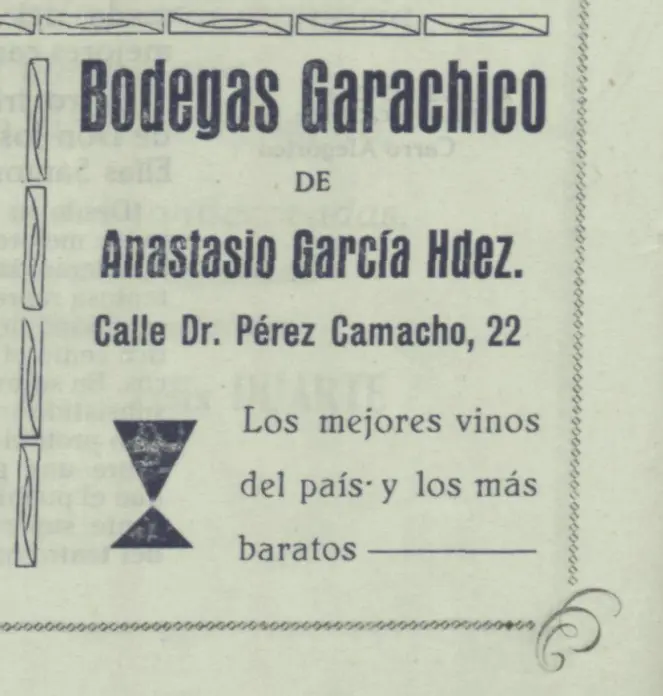 Bodegas Garachico
DE
Anastasio García Hdez.
Calle Dr. Pérez Camacho, 22
Los mejores vinos
del país y los más
baratos